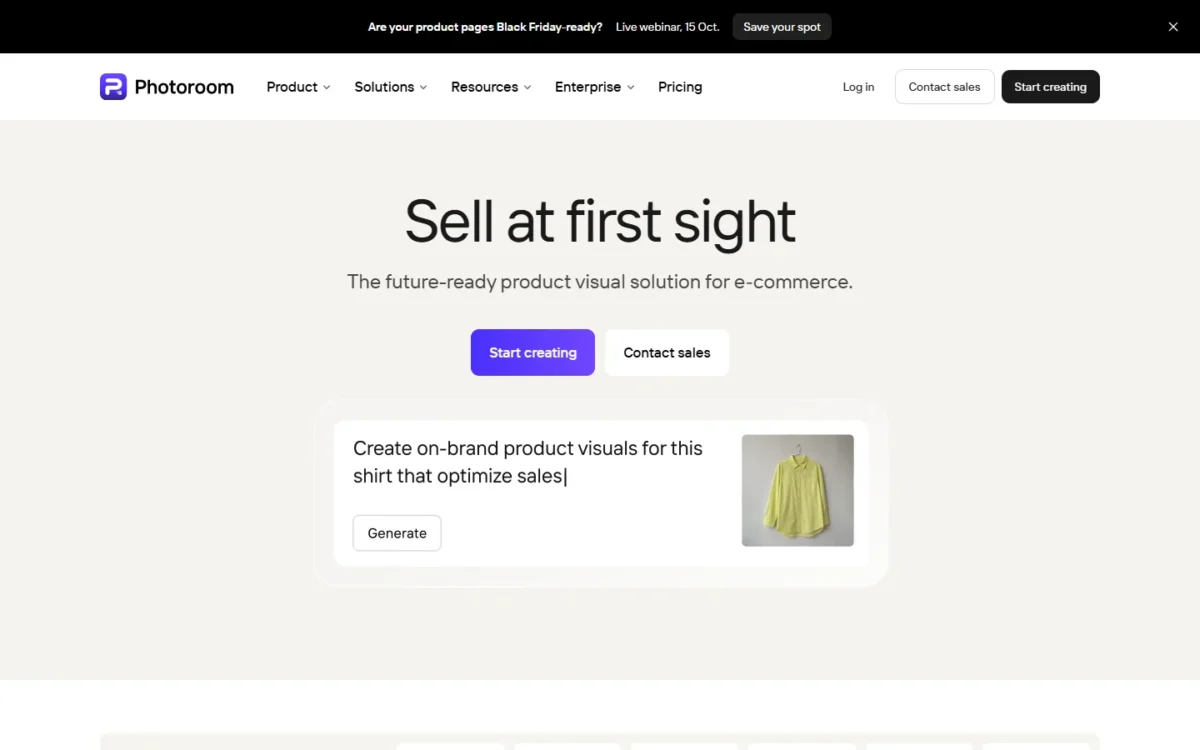 Are your product pages Black Friday-ready? Live webinar, 15 Oct. Save your spot
Photoroom Product Solutions Resources Enterprise Pricing Log in Contact sales Start creating
Sell at first sight
The future-ready product visual solution for e-commerce.
Start creating Contact sales
Create on-brand product visuals for this
shirt that optimize sales
Generate